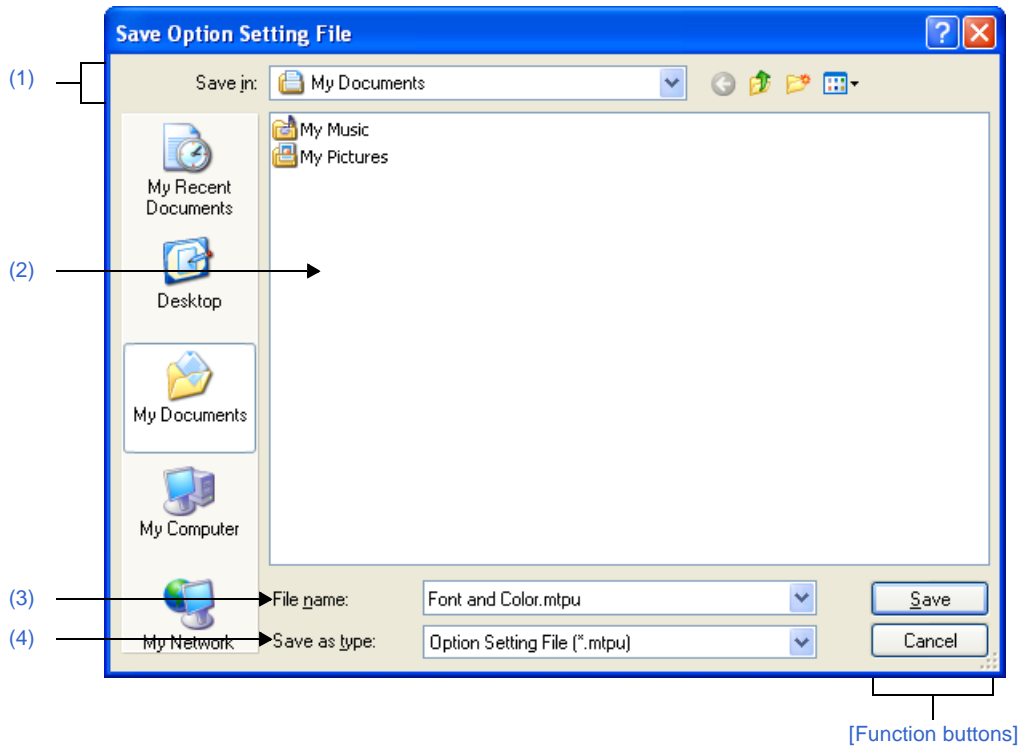 Save Option Setting File
(1)
Save in:
My Documents
My Music
My Pictures
My Recent
Documents
(2)
Desktop
My Documents
My Computer
(3)
File name:
Font and Color.mtpu
Save
(4)
My Network
Save as type:
Option Setting File (*.mtpu)
Cancel
[Function buttons]